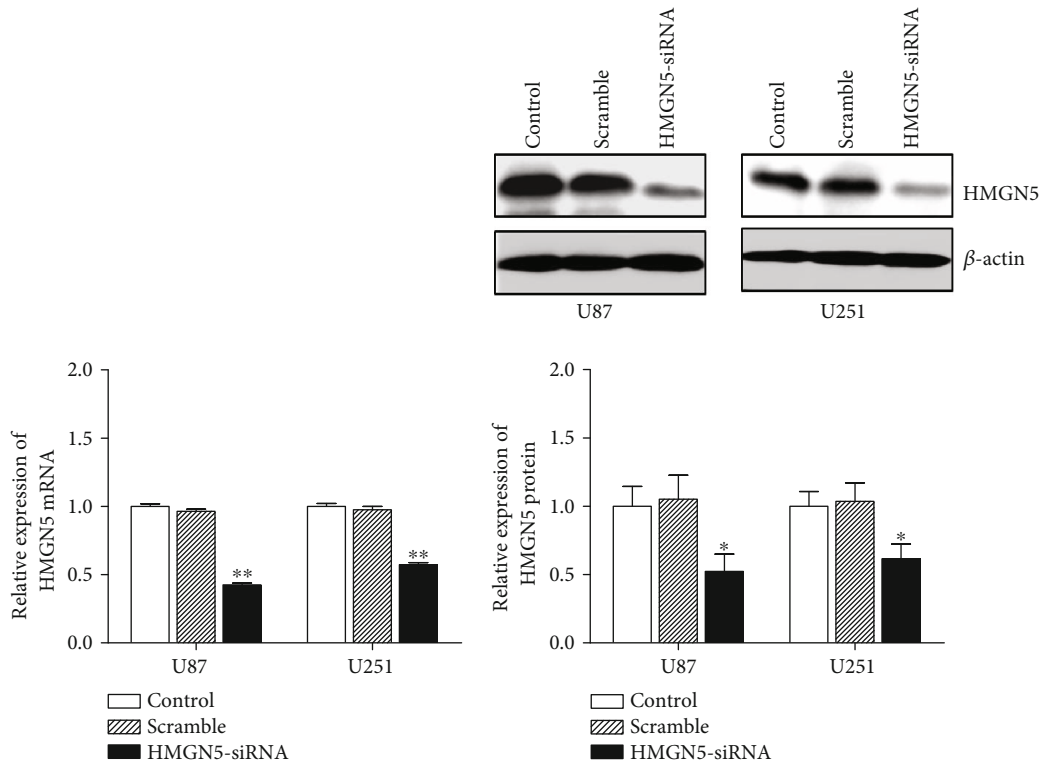 Control
Scramble
HMGN5-siRNA
Control
Scramble
HMGN5-siRNA
HMGN5
β-actin
U87
U251
Relative expression of
HMGN5 mRNA
2.0
1.5
1.0
0.5
0.0
**
**
U87
U251
Control
Scramble
HMGN5-siRNA
Relative expression of
HMGN5 protein
2.0
1.5
1.0
0.5
0.0
*
*
U87
U251
Control
Scramble
HMGN5-siRNA